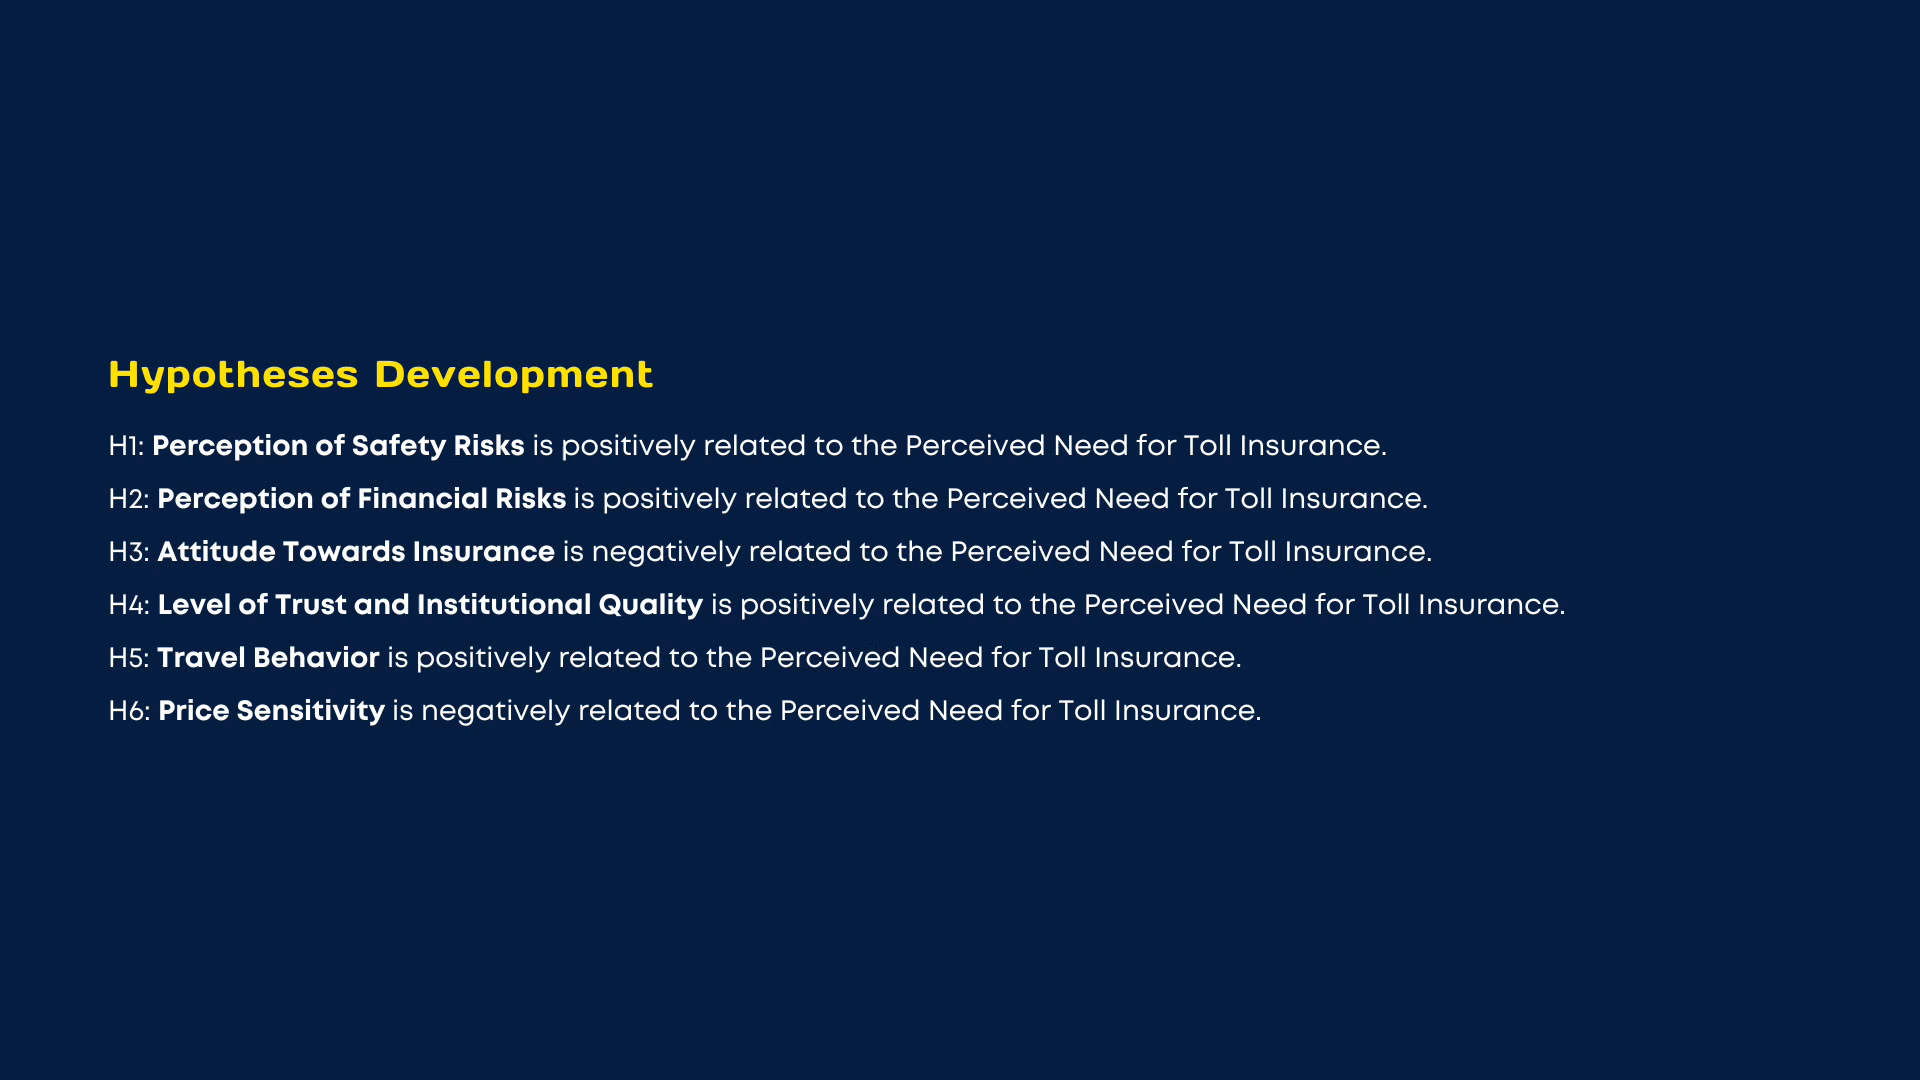 Hypotheses Development
H1: Perception of Safety Risks is positively related to the Perceived Need for Toll Insurance.
H2: Perception of Financial Risks is positively related to the Perceived Need for Toll Insurance.
H3: Attitude Towards Insurance is negatively related to the Perceived Need for Toll Insurance.
H4: Level of Trust and Institutional Quality is positively related to the Perceived Need for Toll Insurance.
H5: Travel Behavior is positively related to the Perceived Need for Toll Insurance.
H6: Price Sensitivity is negatively related to the Perceived Need for Toll Insurance.